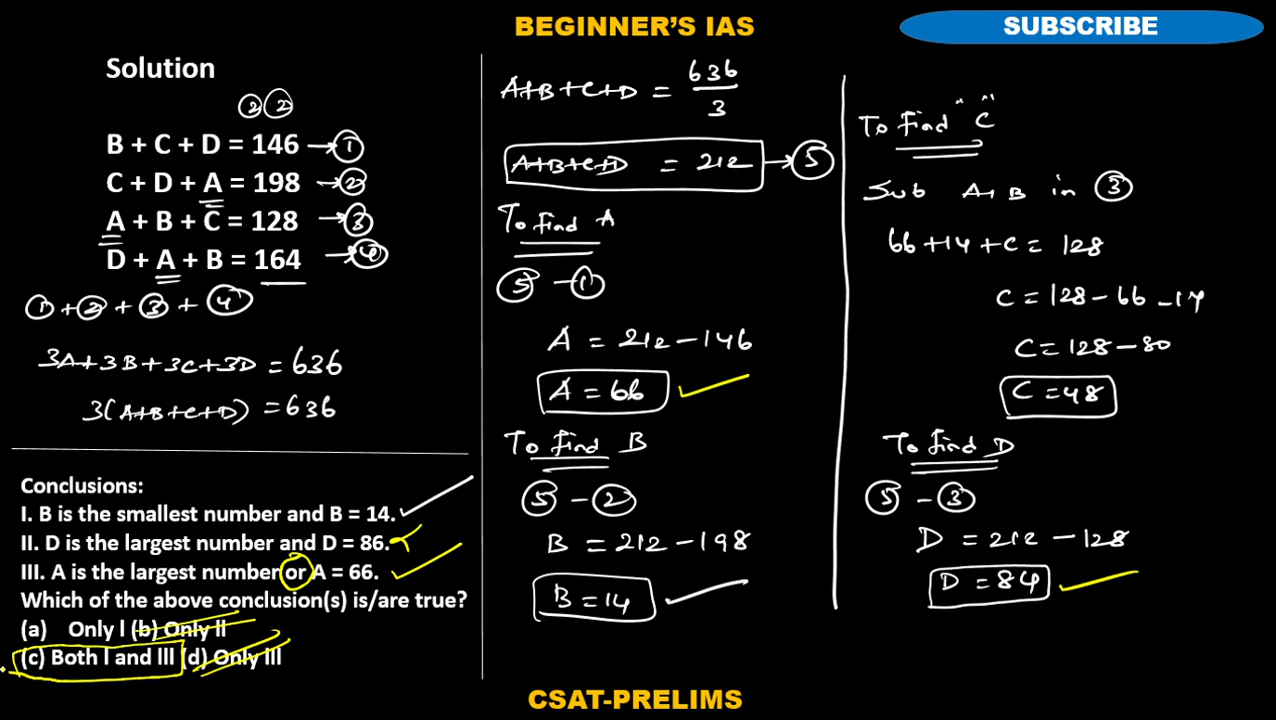 BEGINNER'S IAS
SUBSCRIBE
Solution
② ②
B + C + D = 146 → ①
C + D + A = 198 → ②
A + B + C = 128 → ③
D + A + B = 164 → ④
① + ② + ③ + ④
3A+3B+3C+3D = 636
3(A+B+C+D) = 636
Conclusions:
I. B is the smallest number and B = 14.
II. D is the largest number and D = 86.
III. A is the largest number or A = 66.
Which of the above conclusion(s) is/are true?
(a) Only l (b) Only ll
(c) Both l and lll (d) Only lll
A+B+C+D = 636/3
A+B+C+D = 212 → ⑤
To find A
⑤ - ①
A = 212 - 146
A = 66
To find B
⑤ - ②
B = 212 - 198
B = 14
To find "C"
Sub A+B in ③
66+14+C = 128
C = 128 - 66 - 14
C = 128 - 80
C = 48
To find D
⑤ - ③
D = 212 - 128
D = 84
CSAT-PRELIMS